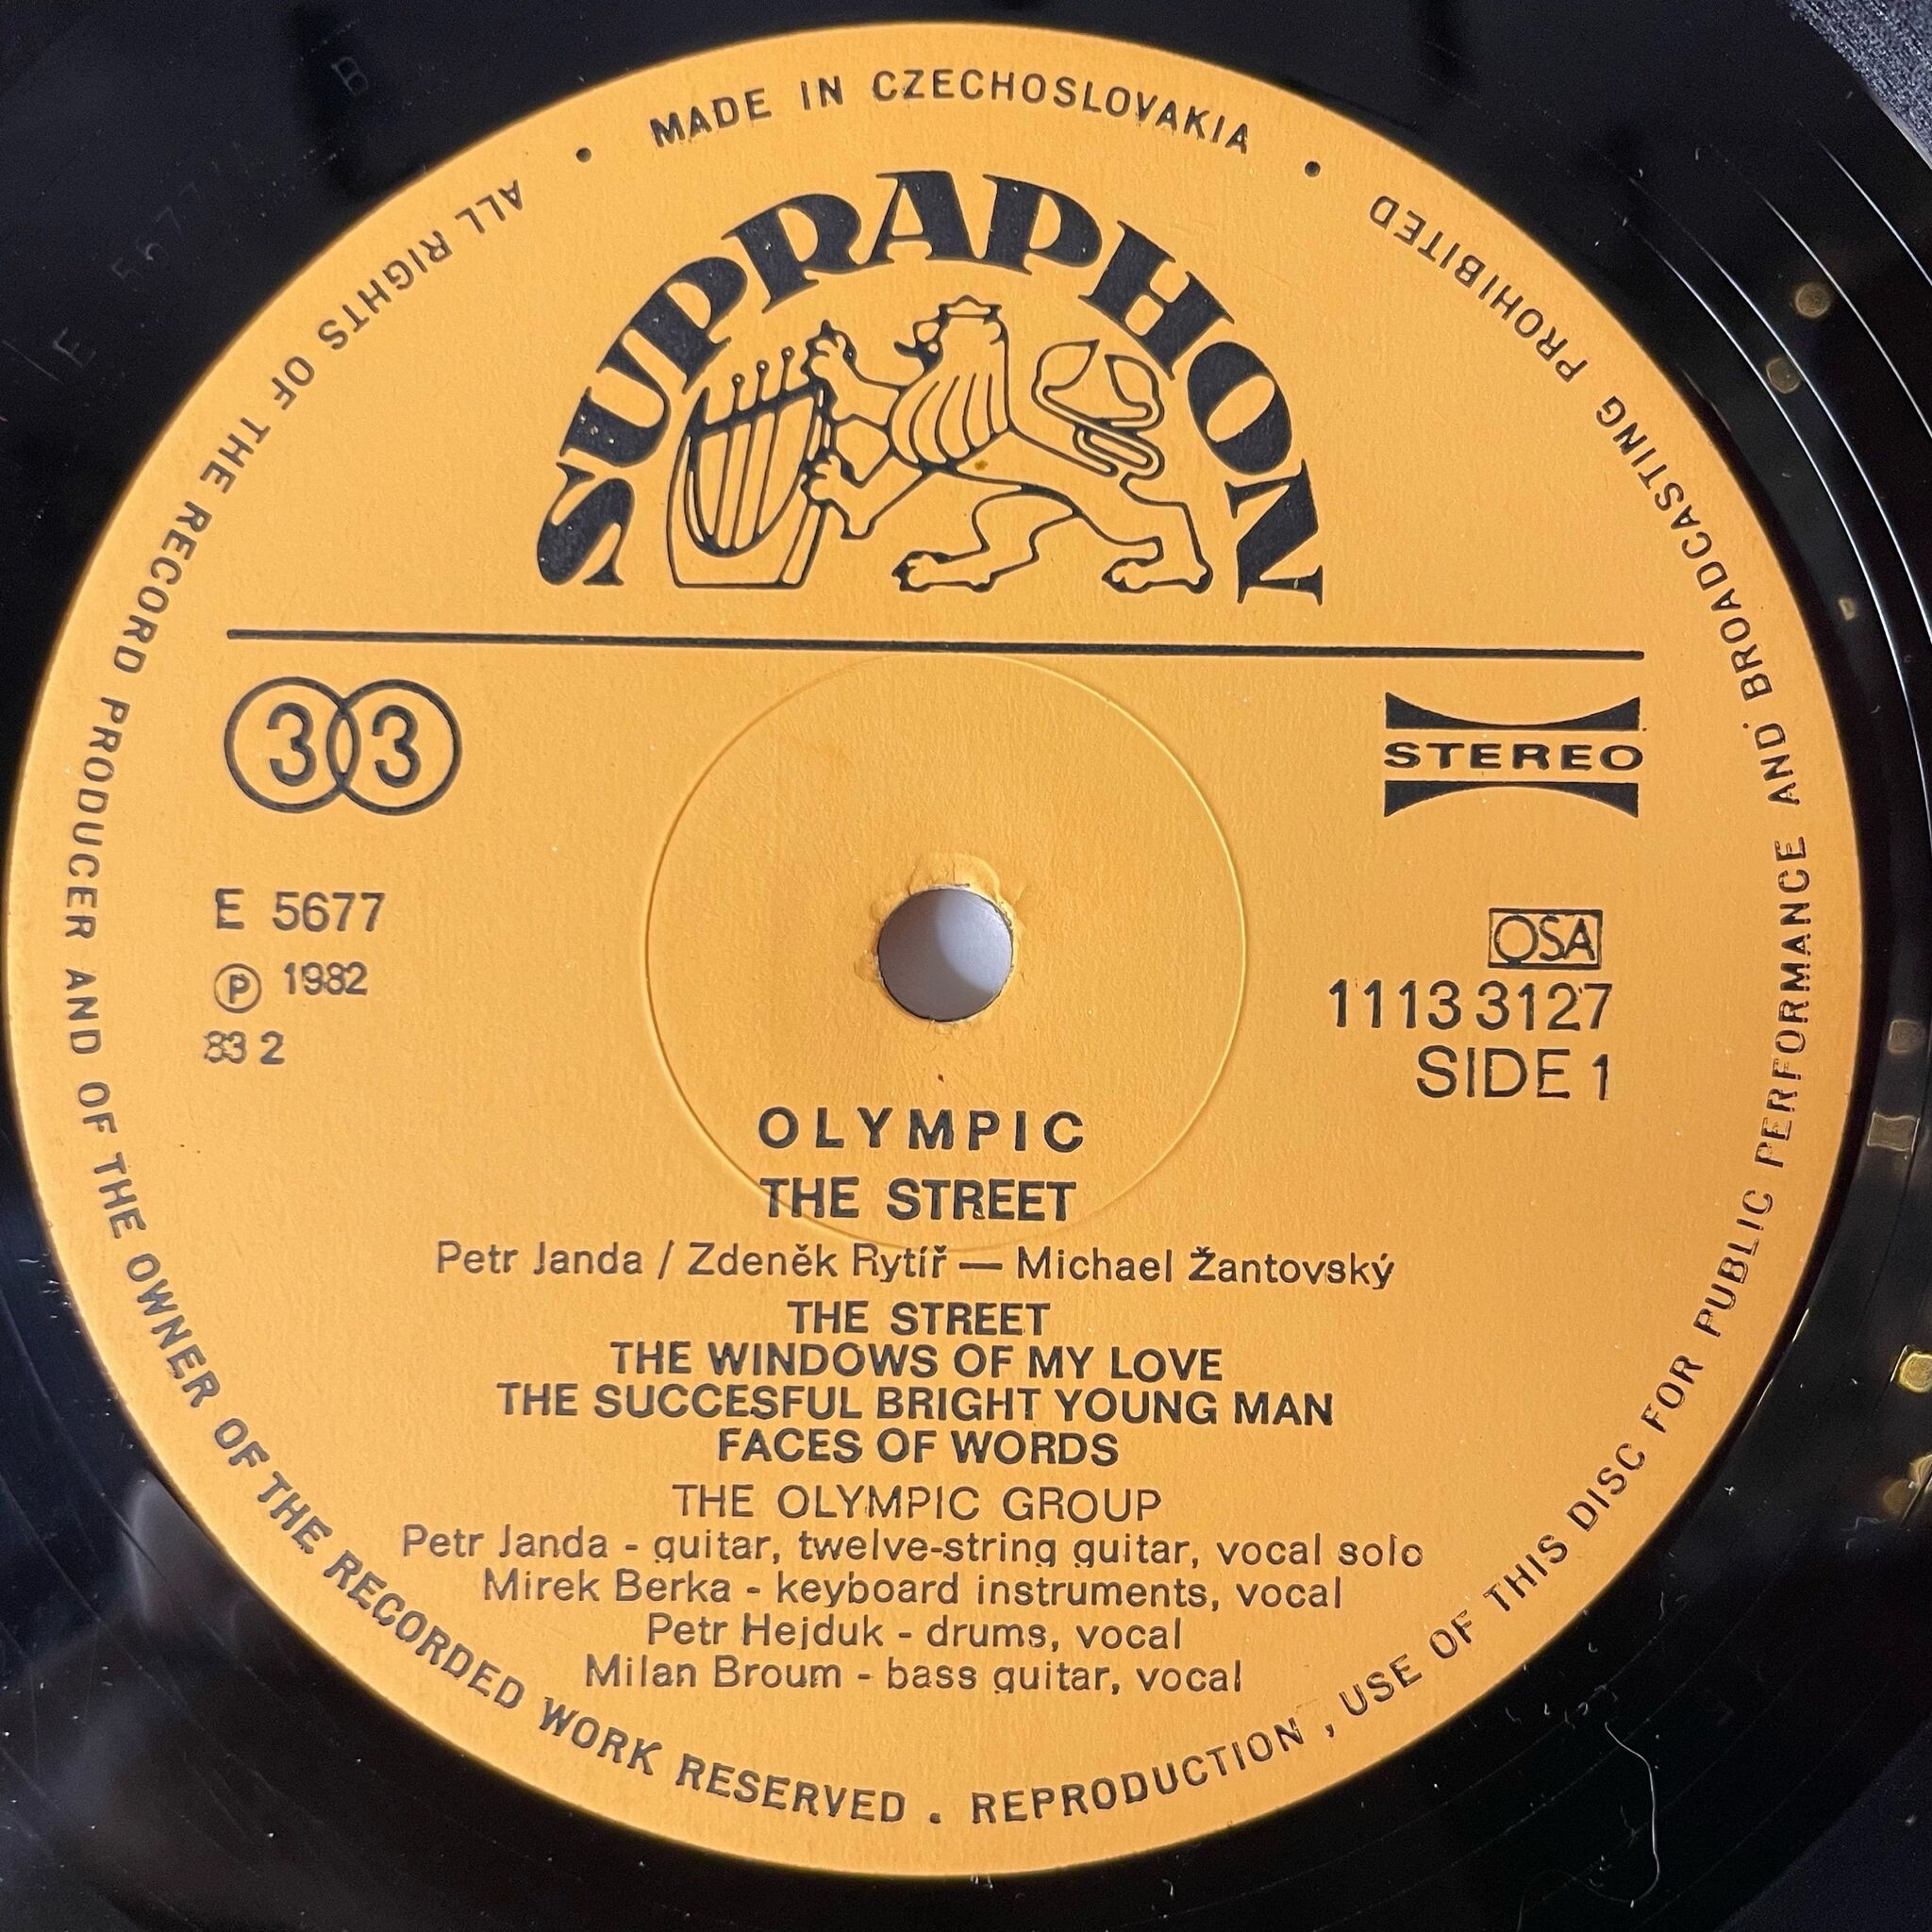 MADE IN CZECHOSLOVAKIA
ALL RIGHTS OF THE RECORD PRODUCER AND OF THE OWNER OF THE RECORDED WORK RESERVED . REPRODUCTION , USE OF THIS DISC FOR PUBLIC PERFORMANCE AND BROADCASTING PROHIBITED
SUPRAPHON
33
STEREO
E 5677
Ⓟ 1982
83 2
OSA
1113 3127
SIDE 1
OLYMPIC
THE STREET
Petr Janda / Zdeněk Rytíř — Michael Žantovský
THE STREET
THE WINDOWS OF MY LOVE
THE SUCCESFUL BRIGHT YOUNG MAN
FACES OF WORDS
THE OLYMPIC GROUP
Petr Janda - guitar, twelve-string guitar, vocal solo
Mirek Berka - keyboard instruments, vocal
Petr Hejduk - drums, vocal
Milan Broum - bass guitar, vocal